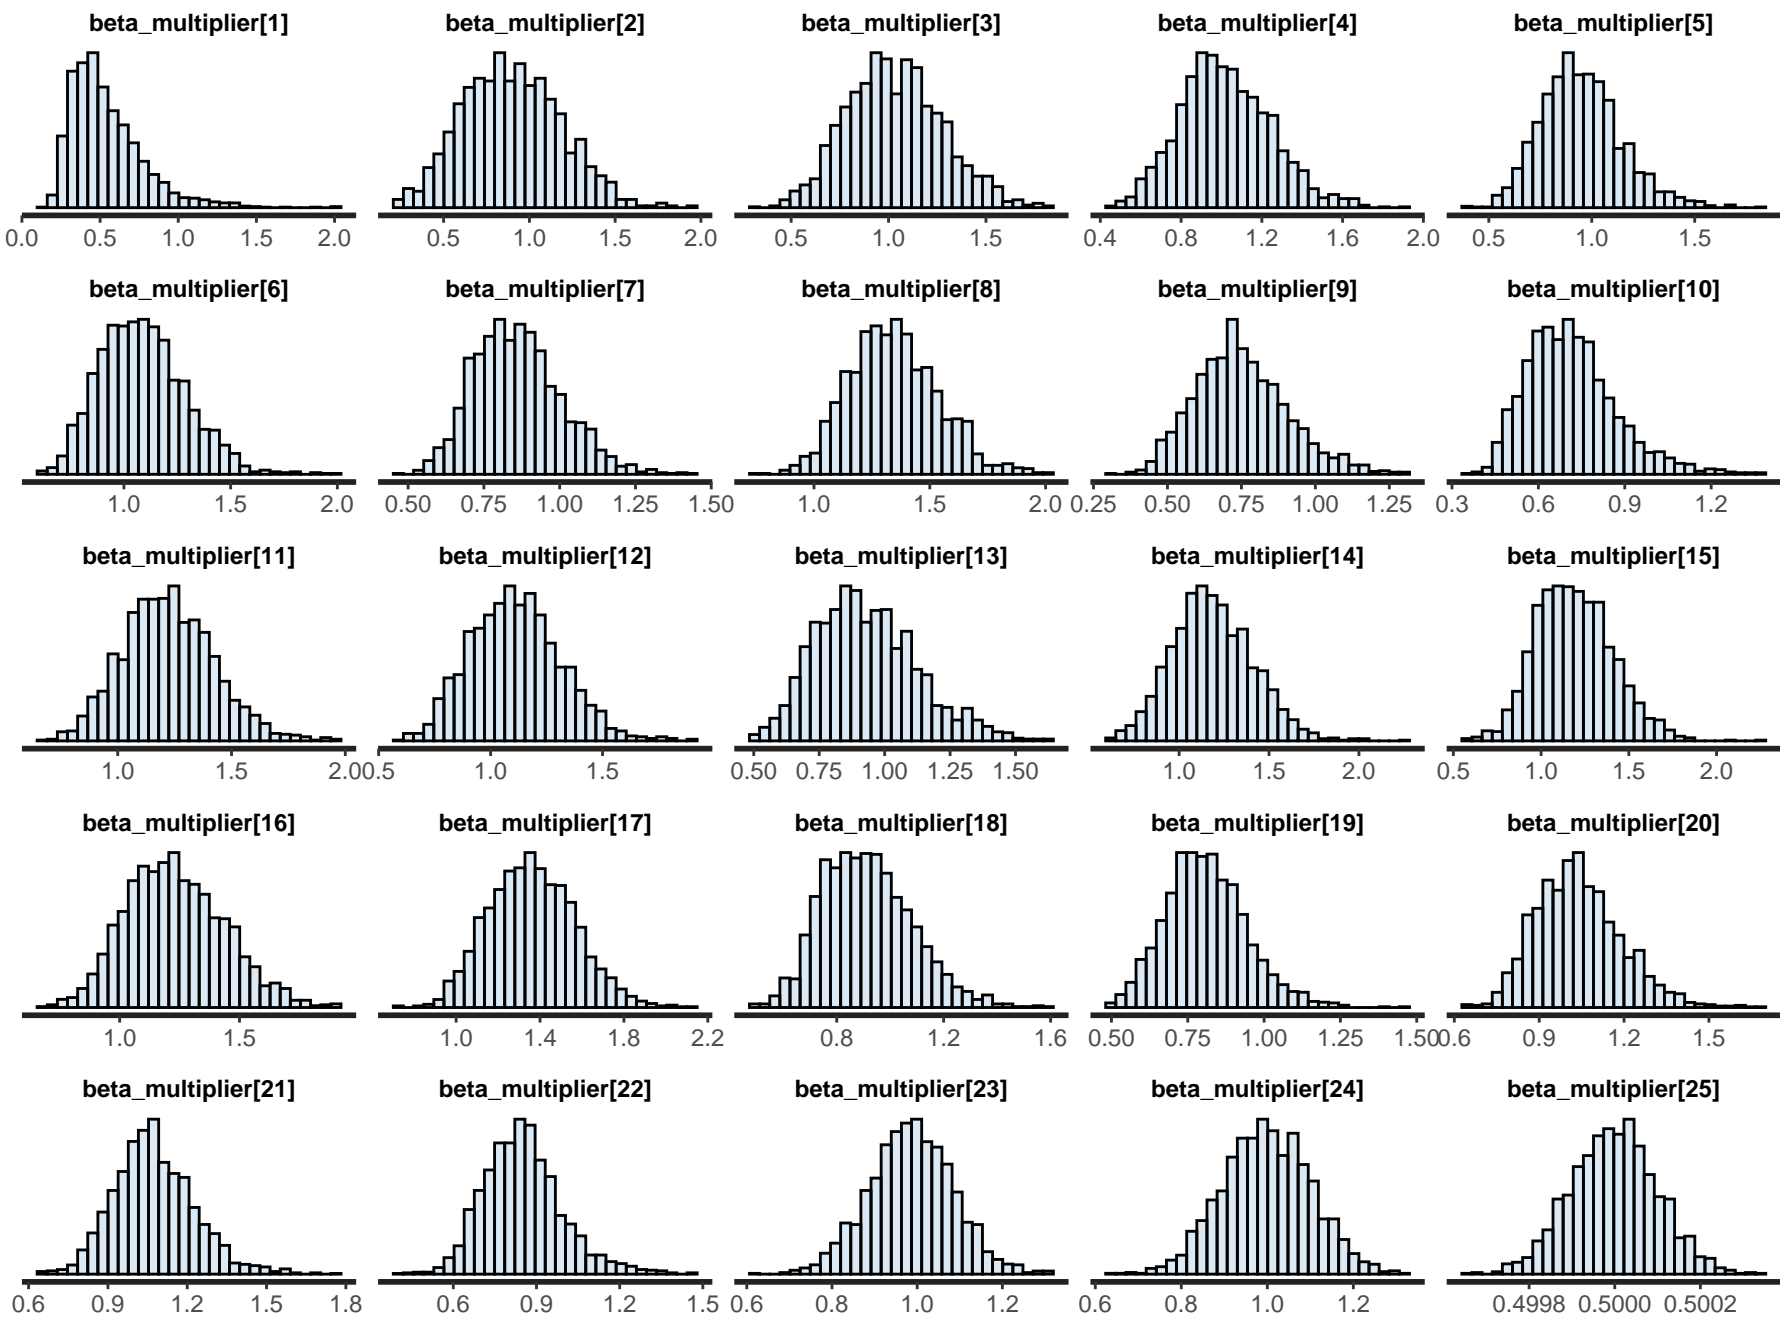 beta_multiplier[1] beta_multiplier[2] beta_multiplier[3] beta_multiplier[4] beta_multiplier[5]
0.0 0.5 1.0 1.5 2.0 0.5 1.0 1.5 2.0 0.5 1.0 1.5 0.4 0.8 1.2 1.6 2.0 0.5 1.0 1.5
beta_multiplier[6] beta_multiplier[7] beta_multiplier[8] beta_multiplier[9] beta_multiplier[10]
1.0 1.5 2.0 0.50 0.75 1.00 1.25 1.50 1.0 1.5 2.0 0.25 0.50 0.75 1.00 1.25 0.3 0.6 0.9 1.2
beta_multiplier[11] beta_multiplier[12] beta_multiplier[13] beta_multiplier[14] beta_multiplier[15]
1.0 1.5 2.0 0.5 1.0 1.5 0.50 0.75 1.00 1.25 1.50 1.0 1.5 2.0 0.5 1.0 1.5 2.0
beta_multiplier[16] beta_multiplier[17] beta_multiplier[18] beta_multiplier[19] beta_multiplier[20]
1.0 1.5 1.0 1.4 1.8 2.2 0.8 1.2 1.6 0.50 0.75 1.00 1.25 1.50 0.6 0.9 1.2 1.5
beta_multiplier[21] beta_multiplier[22] beta_multiplier[23] beta_multiplier[24] beta_multiplier[25]
0.6 0.9 1.2 1.5 1.8 0.6 0.9 1.2 1.5 0.6 0.8 1.0 1.2 0.6 0.8 1.0 1.2 0.4998 0.5000 0.5002